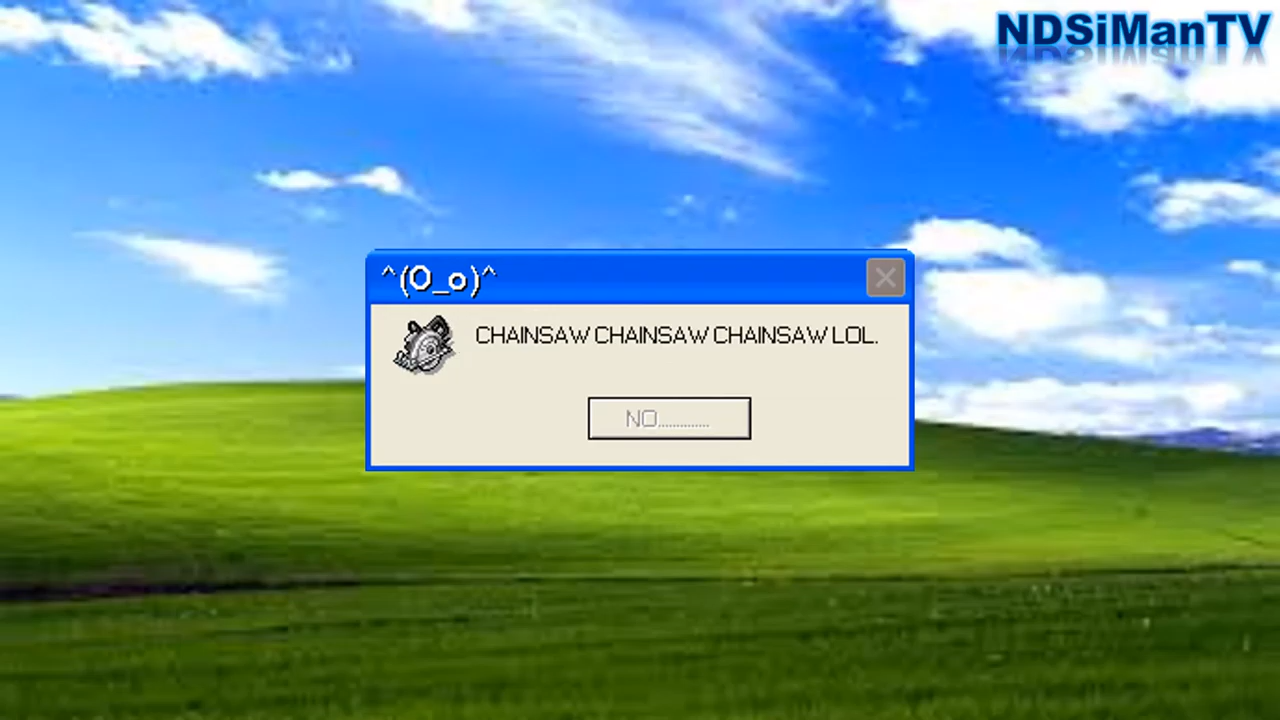 NDSiManTV
^(O_o)^
CHAINSAW CHAINSAW CHAINSAW LOL.
NO.............